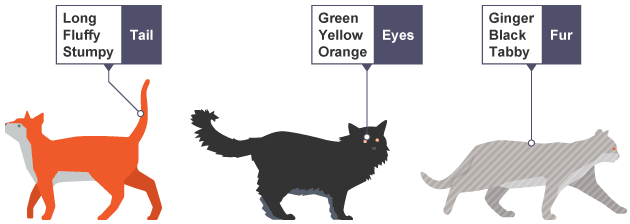 Long
Fluffy
Stumpy
Tail
Green
Yellow
Orange
Eyes
Ginger
Black
Tabby
Fur